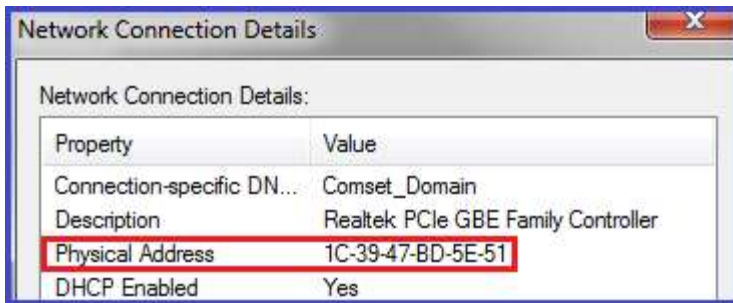 Network Connection Details
Network Connection Details:
Property Value
Connection-specific DN... Comset_Domain
Description Realtek PCIe GBE Family Controller
Physical Address 1C-39-47-BD-5E-51
DHCP Enabled Yes